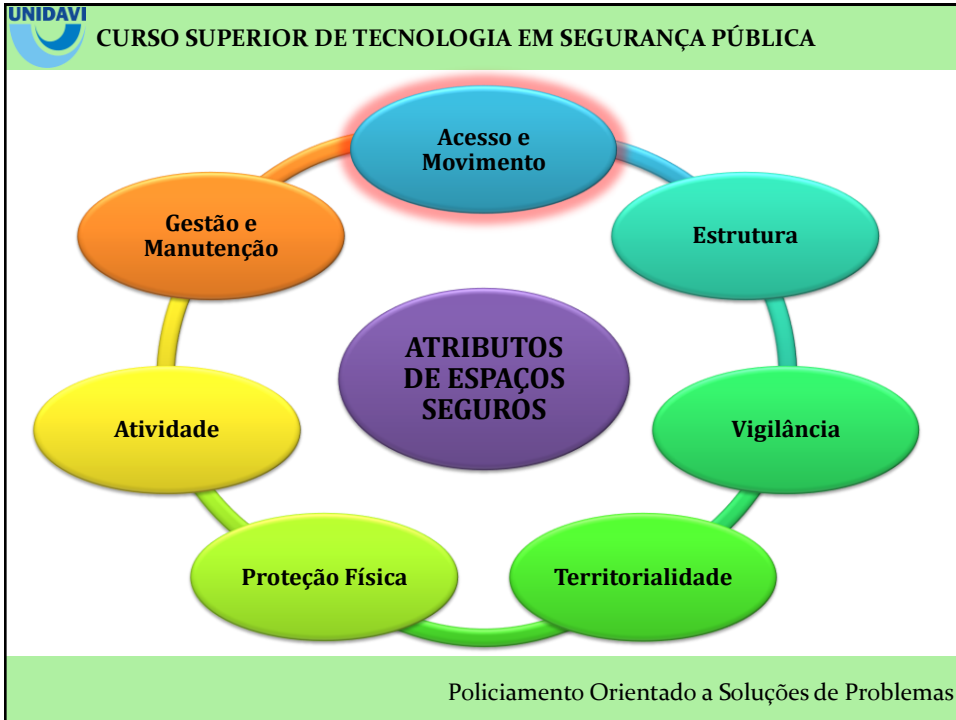 UNIDAVI
CURSO SUPERIOR DE TECNOLOGIA EM SEGURANÇA PÚBLICA
Acesso e
Movimento
Estrutura
Vigilância
Territorialidade
Proteção Física
Atividade
Gestão e
Manutenção
ATRIBUTOS
DE ESPAÇOS
SEGUROS
Policiamento Orientado a Soluções de Problemas